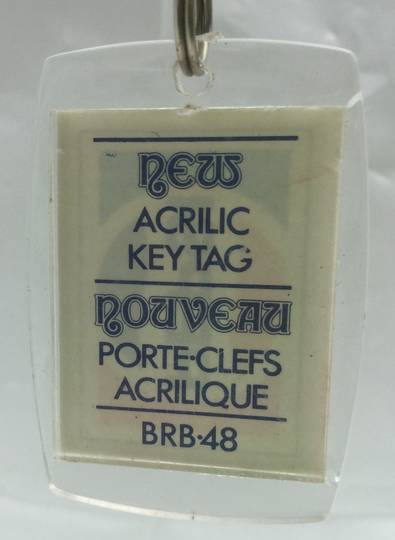 NEW
ACRILIC
KEY TAG
NOUVEAU
PORTE·CLEFS
ACRILIQUE
BRB·48